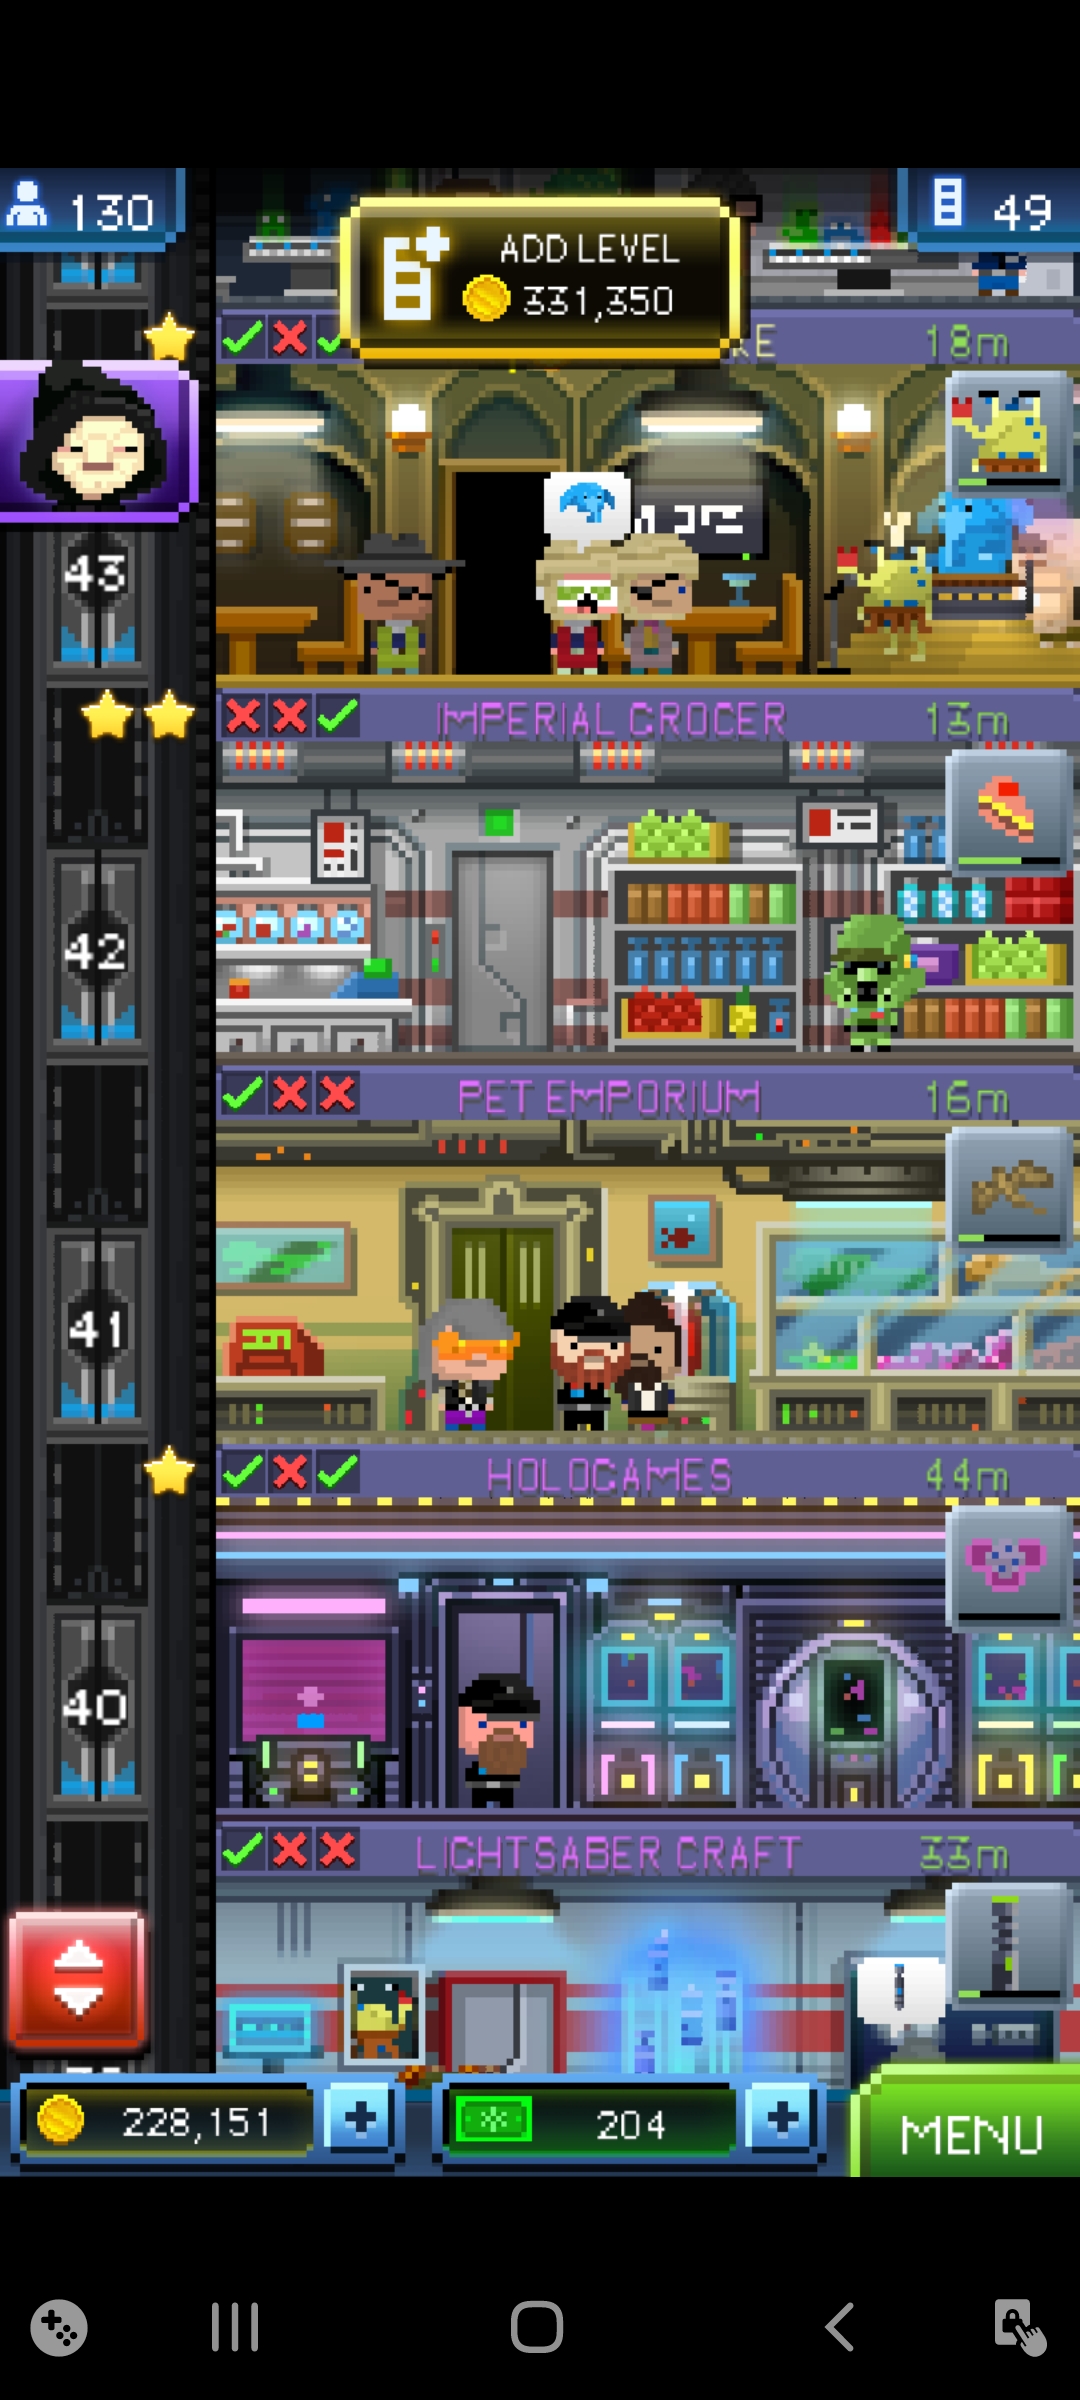 130
49
ADD LEVEL
331,350
KE
18m
43
IMPERIAL GROCER
13m
42
PET EMPORIUM
16m
41
HOLOGAMES
44m
40
LIGHTSABER CRAFT
33m
228,151
204
MENU